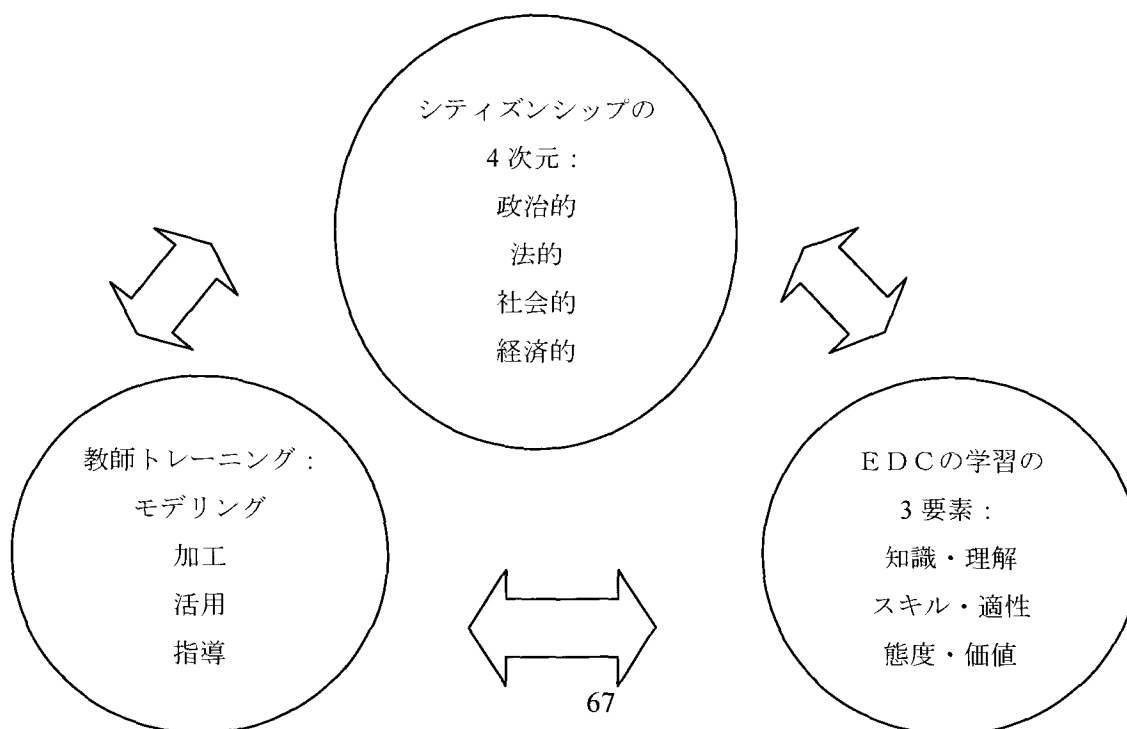 シティズンシップの
4次元：
政治的
法的
社会的
経済的
教師トレーニング：
モデリング
加工
活用
指導
ＥＤＣの学習の
3要素：
知識・理解
スキル・適性
態度・価値
67